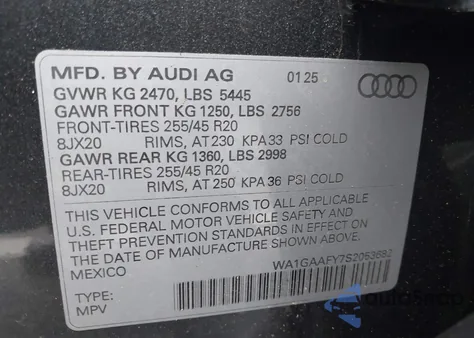 MFD. BY AUDI AG 01 25
GVWR KG 2470, LBS 5445
GAWR FRONT KG 1250, LBS 2756
FRONT-TIRES 255/45 R20
8JX20 RIMS, AT 230 KPA 33 PSI COLD
GAWR REAR KG 1360, LBS 2998
REAR-TIRES 255/45 R20
8JX20 RIMS, AT 250 KPA 36 PSI COLD
THIS VEHICLE CONFORMS TO ALL APPLICABLE
U.S. FEDERAL MOTOR VEHICLE SAFETY AND
THEFT PREVENTION STANDARDS IN EFFECT ON
THE DATE OF MANUFACTURE SHOWN ABOVE.
MEXICO
WA1GAAFY7S2053682
TYPE:
MPV